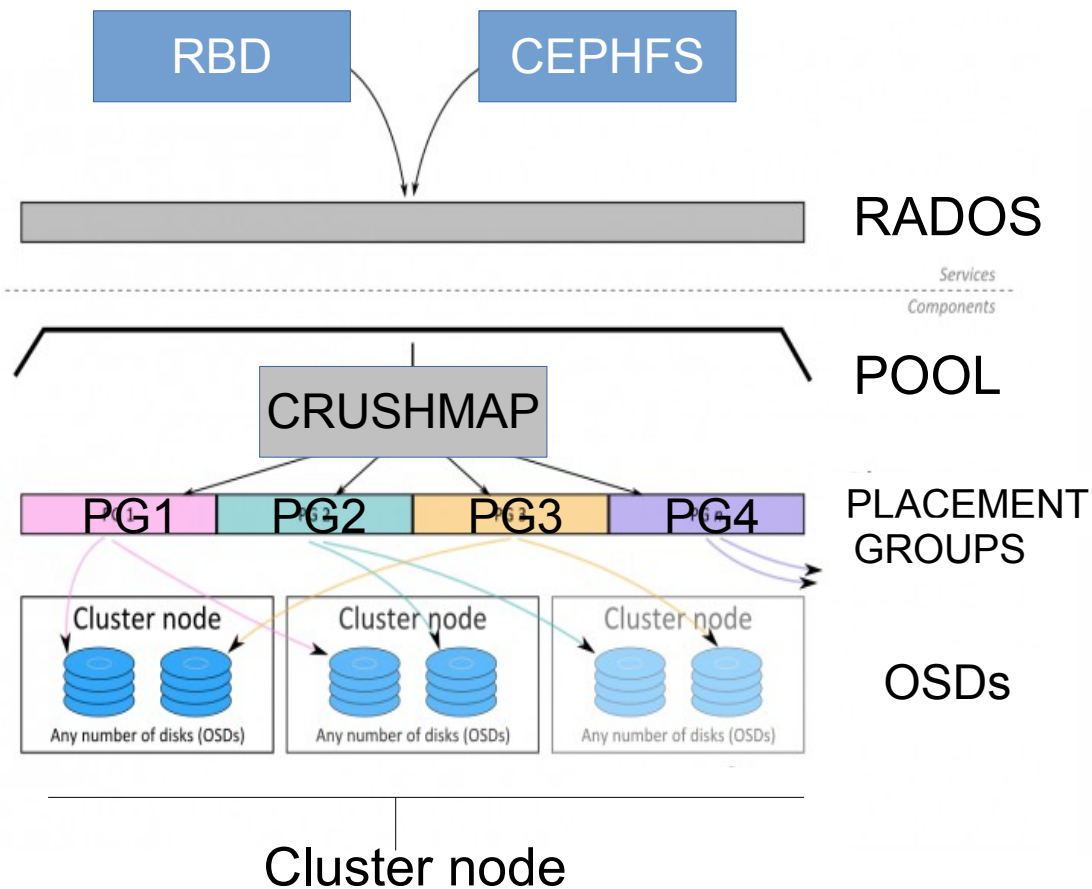 RBD
CEPHFS
RADOS
Services
Components
POOL
CRUSHMAP
PG1
PG2
PG3
PG4
PLACEMENT
GROUPS
Cluster node
Cluster node
Cluster node
OSDs
Any number of disks (OSDs)
Any number of disks (OSDs)
Any number of disks (OSDs)
Cluster node